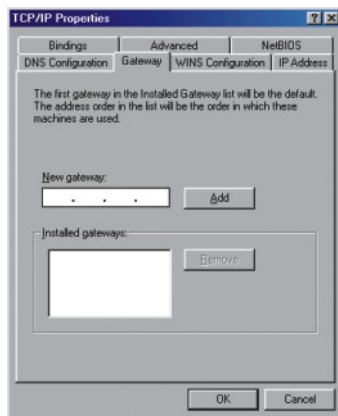 TCP/IP Properties
Bindings Advanced NetBIOS
DNS Configuration Gateway WINS Configuration IP Address
The first gateway in the Installed Gateway list will be the default.
The address order in the list will be the order in which these
machines are used.
New gateway:
. . .
Add
Installed gateways:
Remove
OK Cancel